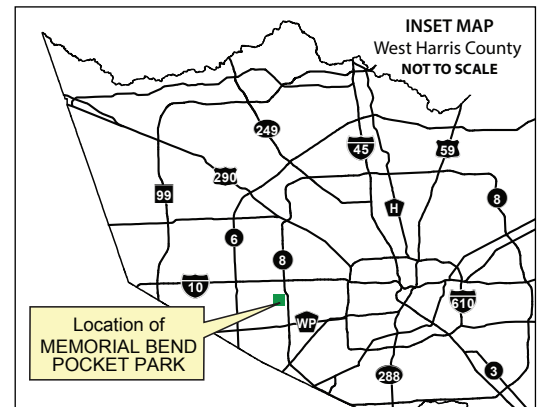 INSET MAP
West Harris County
NOT TO SCALE
249
45
59
290
99
8
H
6
8
10
610
WP
Location of
MEMORIAL BEND
POCKET PARK
288
3